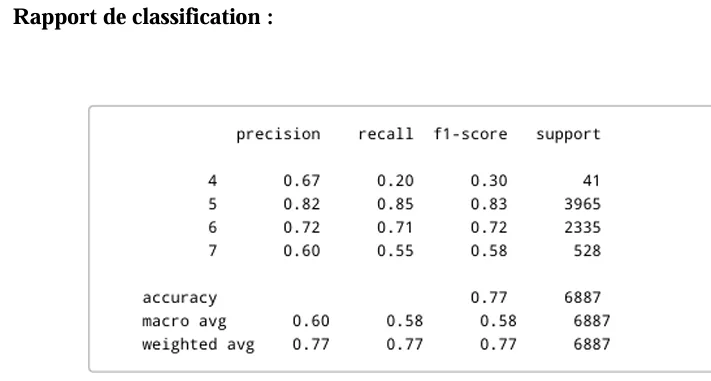 Rapport de classification :
precision recall f1-score support
4 0.67 0.20 0.30 41
5 0.82 0.85 0.83 3965
6 0.72 0.71 0.72 2335
7 0.60 0.55 0.58 528
accuracy 0.77 6887
macro avg 0.60 0.58 0.58 6887
weighted avg 0.77 0.77 0.77 6887